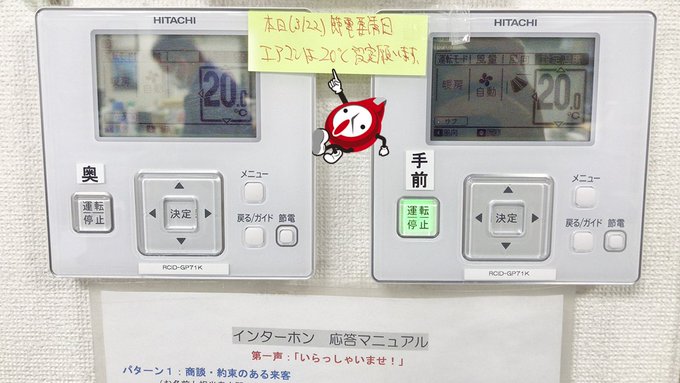 本日(3/22)節電要請日
エアコンは20℃設定願います。
HITACHI
20.0
℃
奥
運転
停止
決定
メニュー
戻る/ガイド
節電
RCID-GP71K
HITACHI
運転モード
風量
風向
暖房
自動
20.0
℃
手前
運転
停止
決定
メニュー
戻る/ガイド
節電
RCID-GP71K
インターホン 応答マニュアル
第一声:「いらっしゃいませ!」
パターン1:商談・約束のある来客